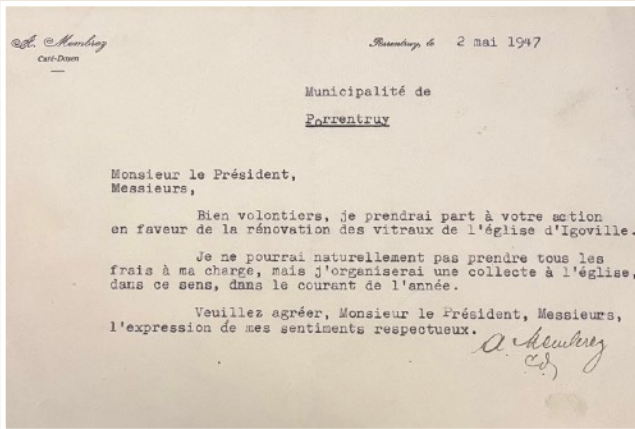 A. Membrez
Curé-Doyen
Porrentruy, le 2 mai 1947
Municipalité de
Porrentruy
Monsieur le Président,
Messieurs,
Bien volontiers, je prendrai part à votre action
en faveur de la rénovation des vitraux de l'église d'Igoville.
Je ne pourrai naturellement pas prendre tous les
frais à ma charge, mais j'organiserai une collecte à l'église,
dans ce sens, dans le courant de l'année.
Veuillez agréer, Monsieur le Président, Messieurs,
l'expression de mes sentiments respectueux.
A. Membrez